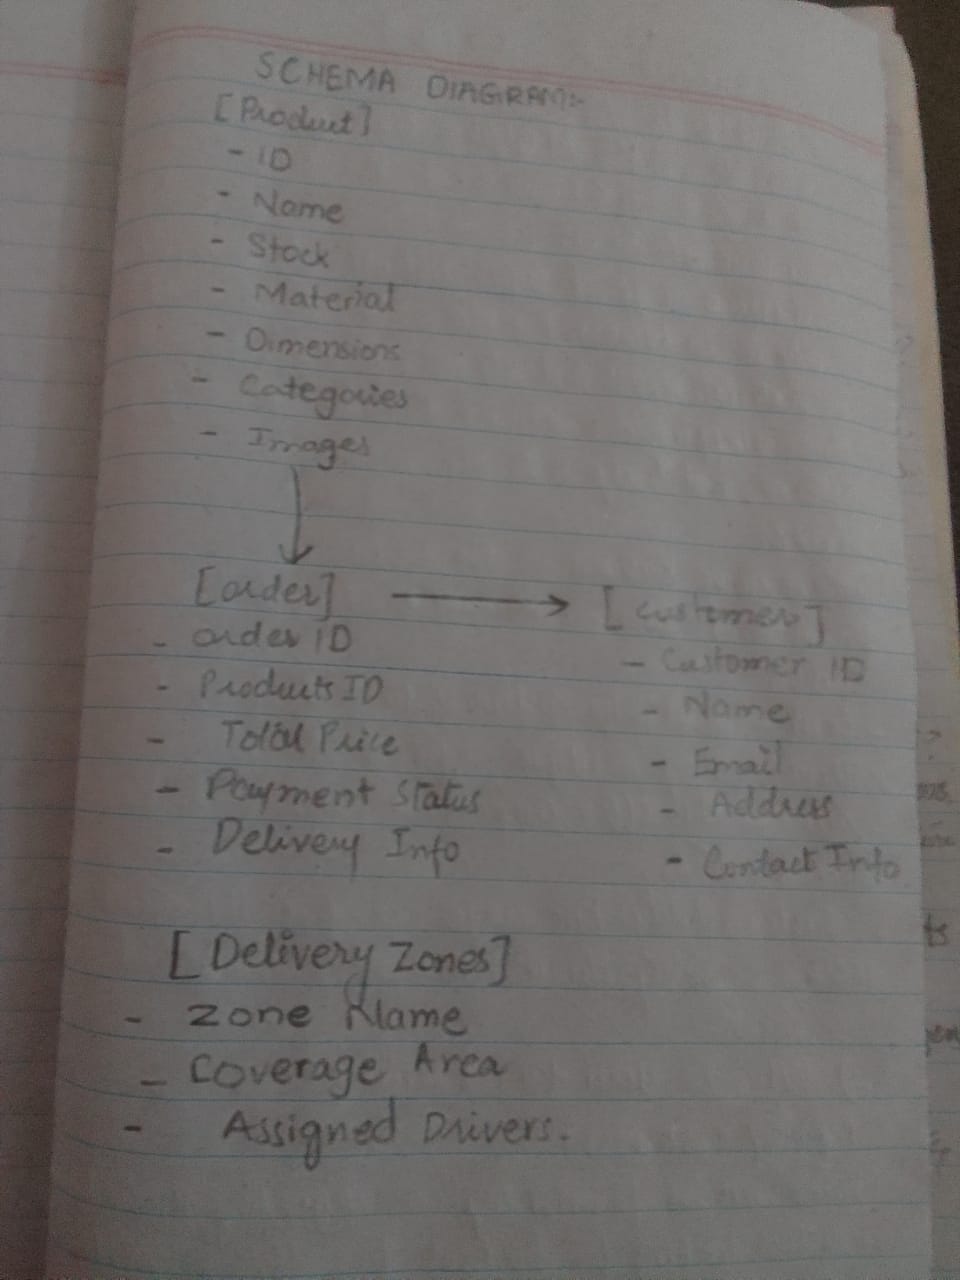 SCHEMA DIAGRAM:-
[Product]
- ID
- Name
- Stock
- Material
- Dimensions
- Categories
- Images
[order]
- order ID
- Products ID
- Total Price
- Payment Status
- Delivery Info
[Customer]
- Customer ID
- Name
- Email
- Address
- Contact Info
[Delivery Zones]
- Zone Name
- Coverage Area
- Assigned Drivers.